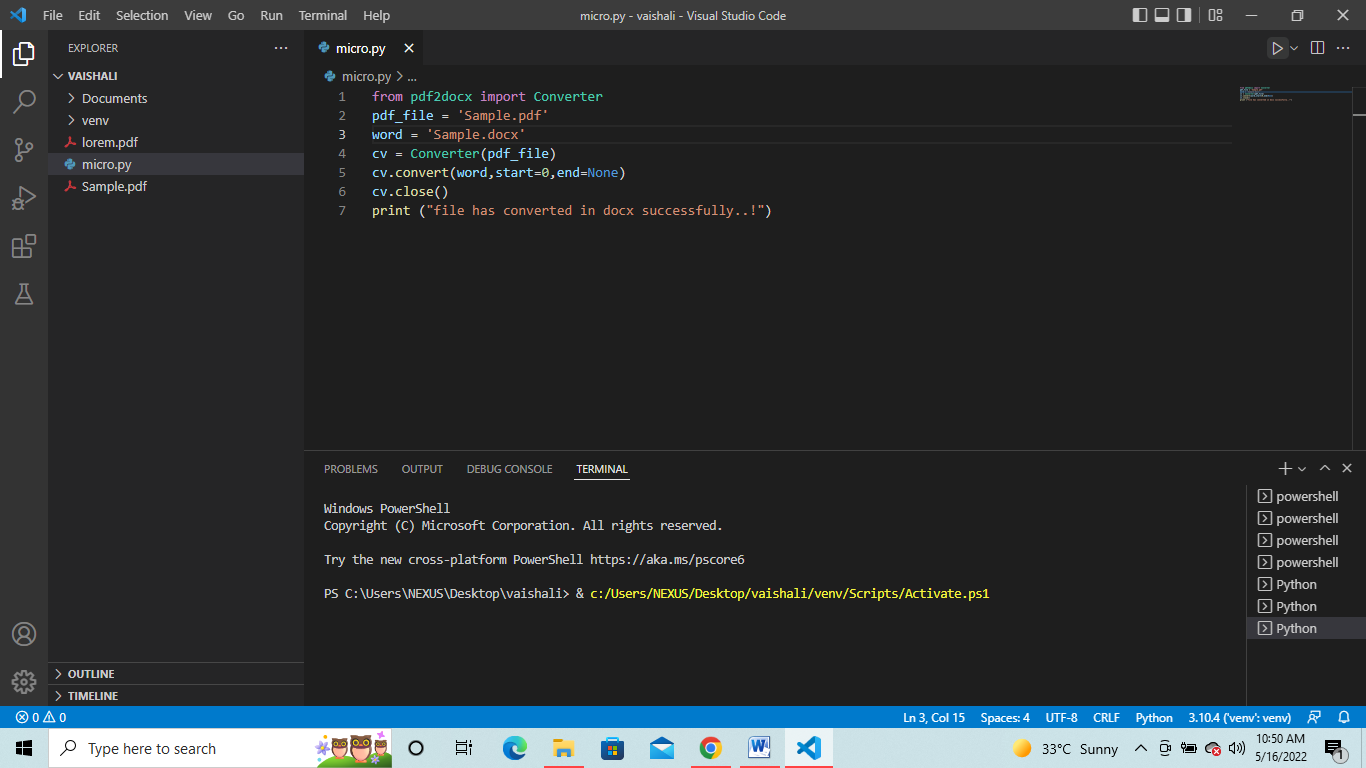 File Edit Selection View Go Run Terminal Help micro.py - vaishali - Visual Studio Code
EXPLORER
VAISHALI
Documents
venv
lorem.pdf
micro.py
Sample.pdf
OUTLINE
TIMELINE
micro.py
micro.py > ...
1 from pdf2docx import Converter
2 pdf_file = 'Sample.pdf'
3 word = 'Sample.docx'
4 cv = Converter(pdf_file)
5 cv.convert(word,start=0,end=None)
6 cv.close()
7 print ("file has converted in docx successfully..!")
PROBLEMS OUTPUT DEBUG CONSOLE TERMINAL
Windows PowerShell
Copyright (C) Microsoft Corporation. All rights reserved.
Try the new cross-platform PowerShell https://aka.ms/pscore6
PS C:\Users\NEXUS\Desktop\vaishali> & c:/Users/NEXUS/Desktop/vaishali/venv/Scripts/Activate.ps1
powershell
powershell
powershell
powershell
Python
Python
Python
0 0 Ln 3, Col 15 Spaces: 4 UTF-8 CRLF Python 3.10.4 ('venv': venv)
Type here to search 33°C Sunny
10:50 AM
5/16/2022
1